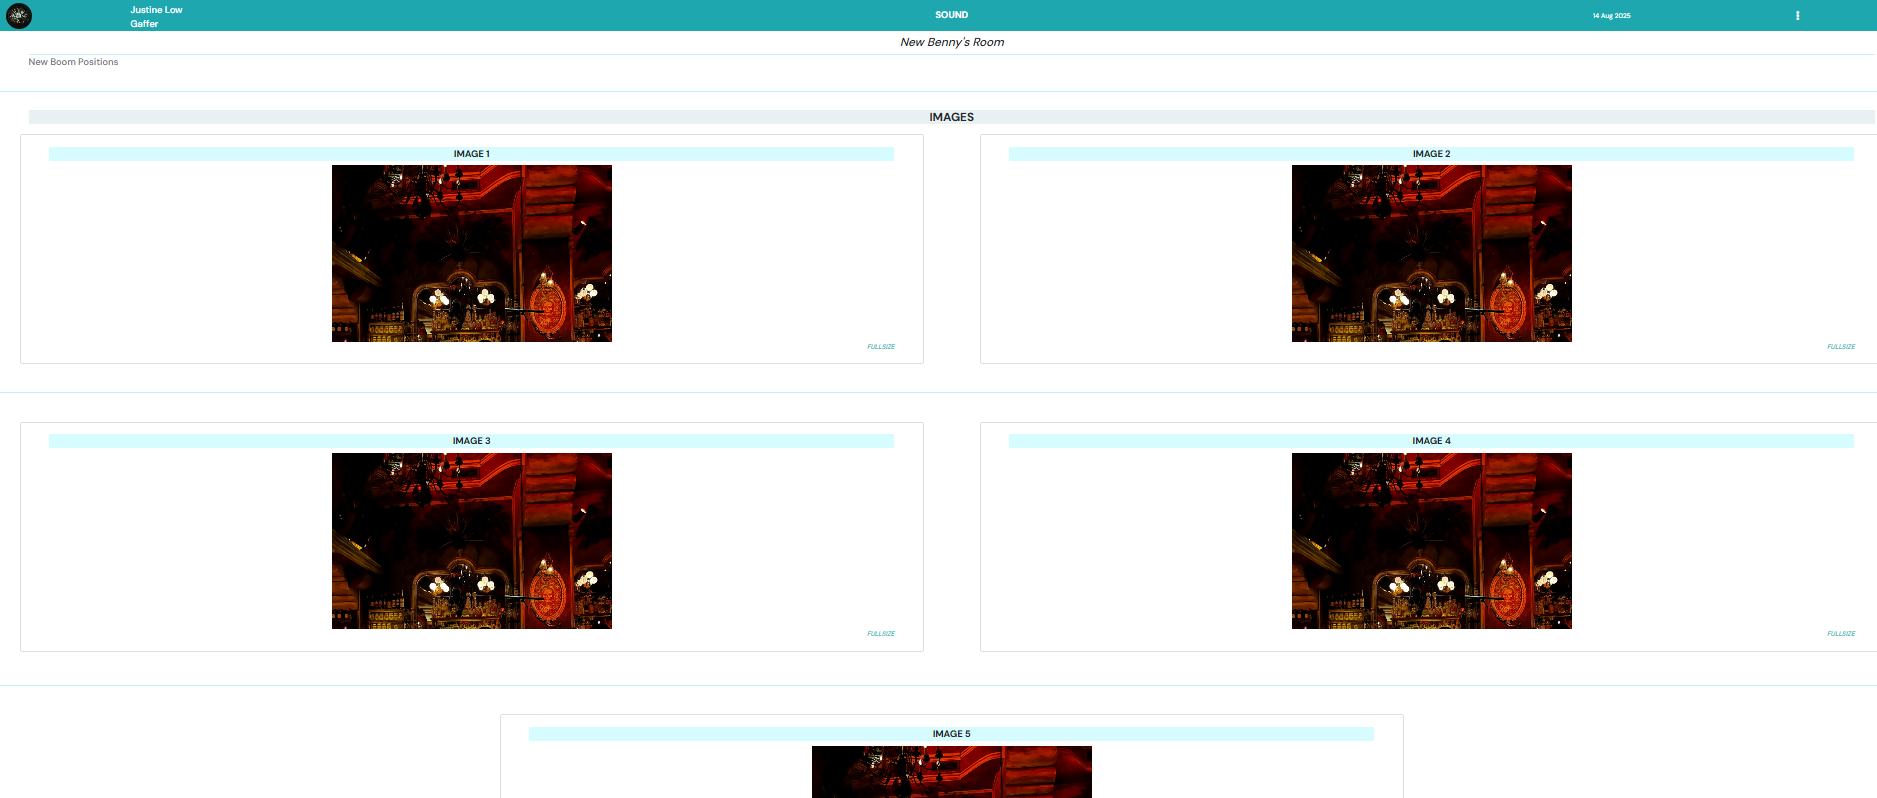 Justine Low
Gaffer
SOUND
14 Aug 2025
New Benny's Room
New Boom Positions
IMAGES
IMAGE 1
IMAGE 2
FULLSIZE
FULLSIZE
IMAGE 3
IMAGE 4
FULLSIZE
FULLSIZE
IMAGE 5